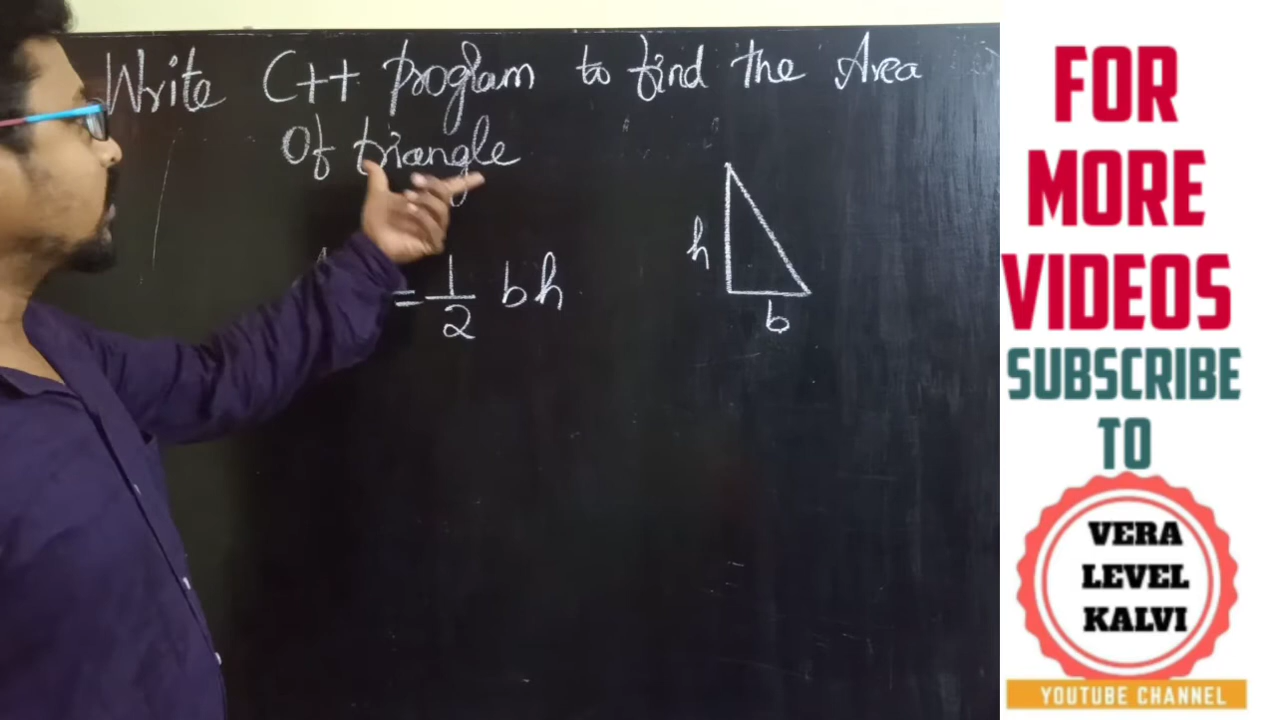 Write C++ program to find the Area
Of triangle
= 1/2 bh
h
b
FOR
MORE
VIDEOS
SUBSCRIBE
TO
VERA
LEVEL
KALVI
YOUTUBE CHANNEL